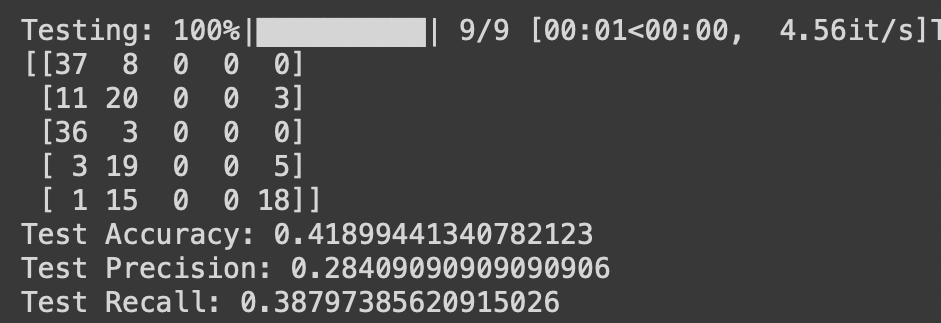 Testing: 100%|██████████| 9/9 [00:01<00:00,  4.56it/s]T
[[37  8  0  0  0]
 [11 20  0  0  3]
 [36  3  0  0  0]
 [ 3 19  0  0  5]
 [ 1 15  0  0 18]]
Test Accuracy: 0.41899441340782123
Test Precision: 0.28409090909090906
Test Recall: 0.38797385620915026